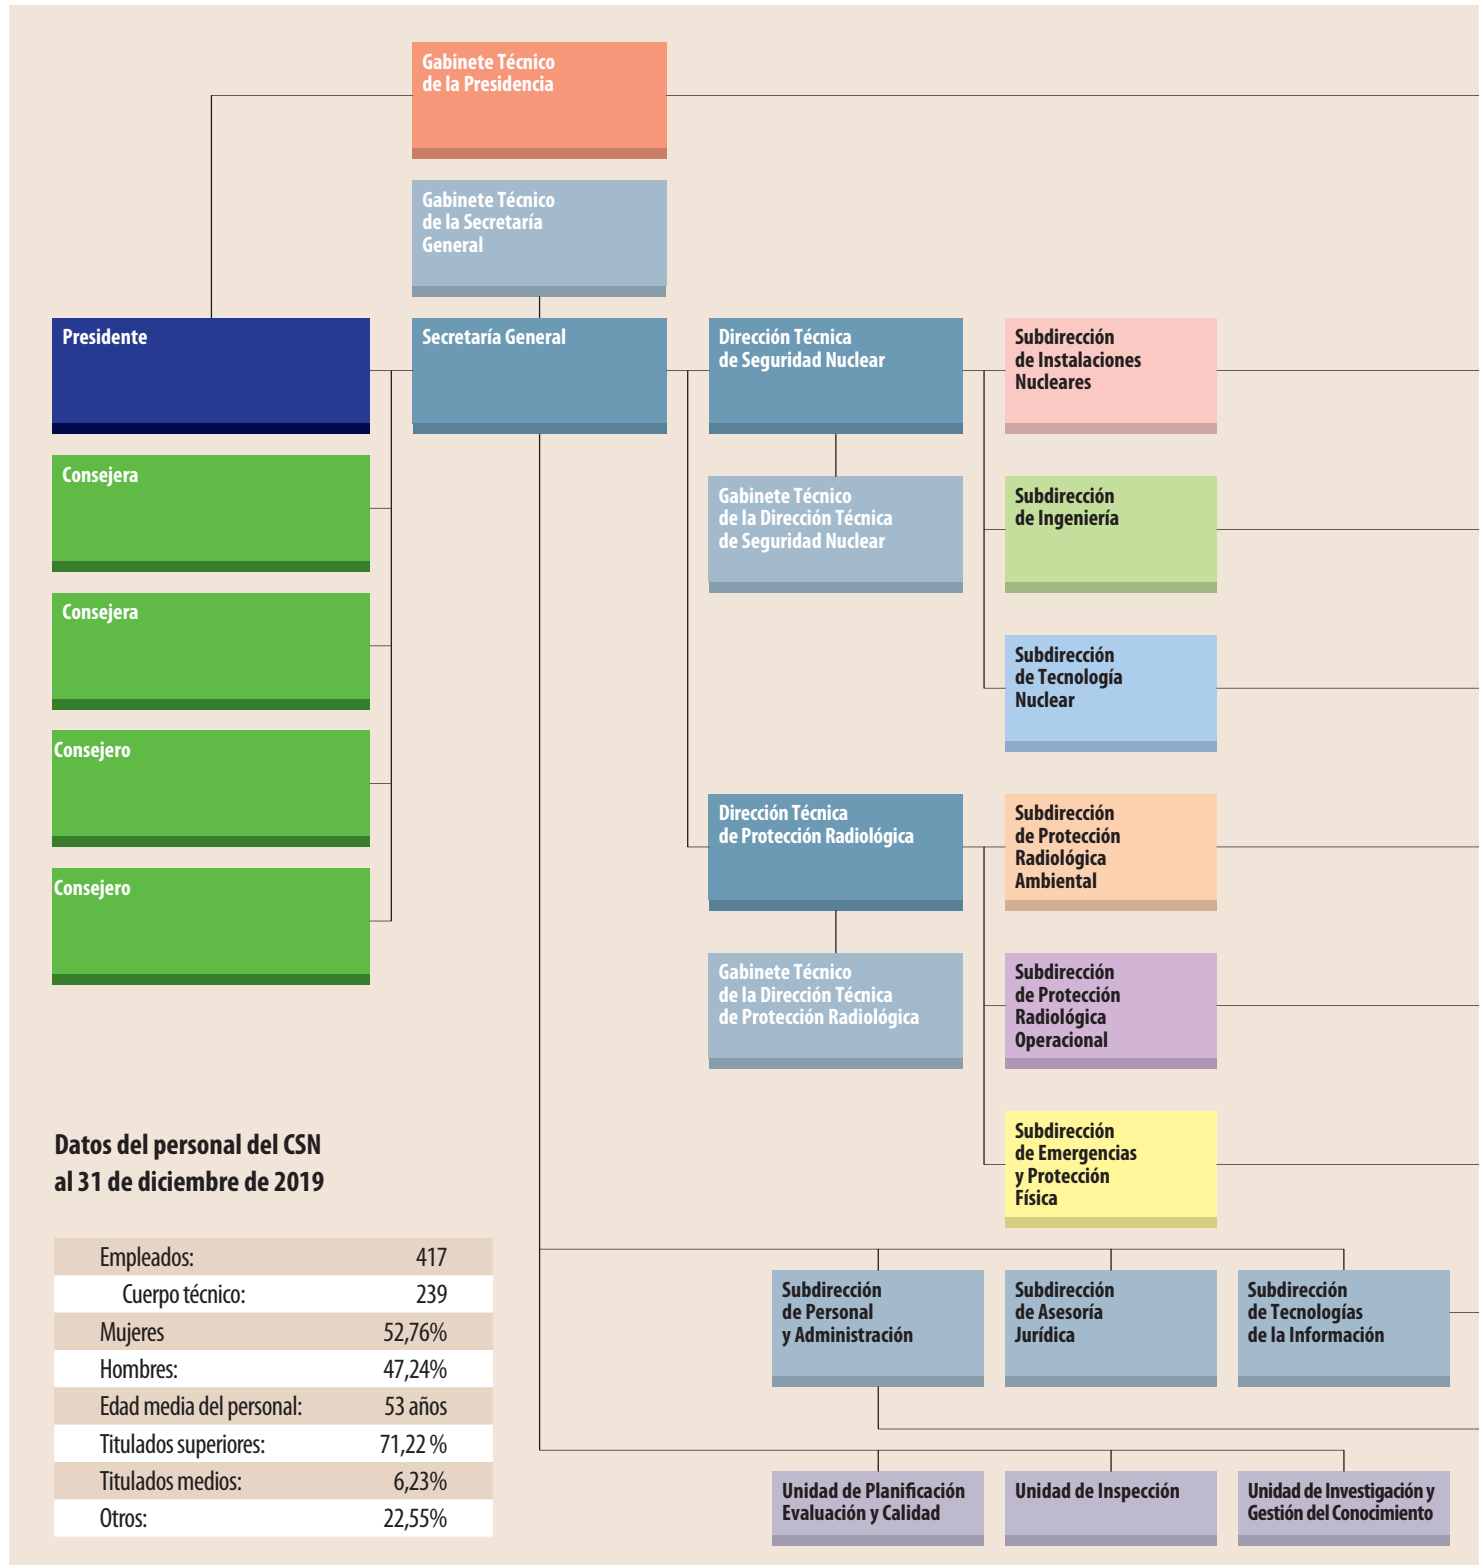 Gabinete Técnico
de la Presidencia
Gabinete Técnico
de la Secretaría
General
Presidente
Secretaría General
Dirección Técnica
de Seguridad Nuclear
Subdirección
de Instalaciones
Nucleares
Consejera
Gabinete Técnico
de la Dirección Técnica
de Seguridad Nuclear
Subdirección
de Ingeniería
Consejera
Subdirección
de Tecnología
Nuclear
Consejero
Dirección Técnica
de Protección Radiológica
Subdirección
de Protección
Radiológica
Ambiental
Consejero
Gabinete Técnico
de la Dirección Técnica
de Protección Radiológica
Subdirección
de Protección
Radiológica
Operacional
Subdirección
de Emergencias
y Protección
Física
Datos del personal del CSN
al 31 de diciembre de 2019
Empleados: 417
Cuerpo técnico: 239
Mujeres 52,76%
Hombres: 47,24%
Edad media del personal: 53 años
Titulados superiores: 71,22 %
Titulados medios: 6,23%
Otros: 22,55%
Subdirección
de Personal
y Administración
Subdirección
de Asesoría
Jurídica
Subdirección
de Tecnologías
de la Información
Unidad de Planificación
Evaluación y Calidad
Unidad de Inspección
Unidad de Investigación y
Gestión del Conocimiento